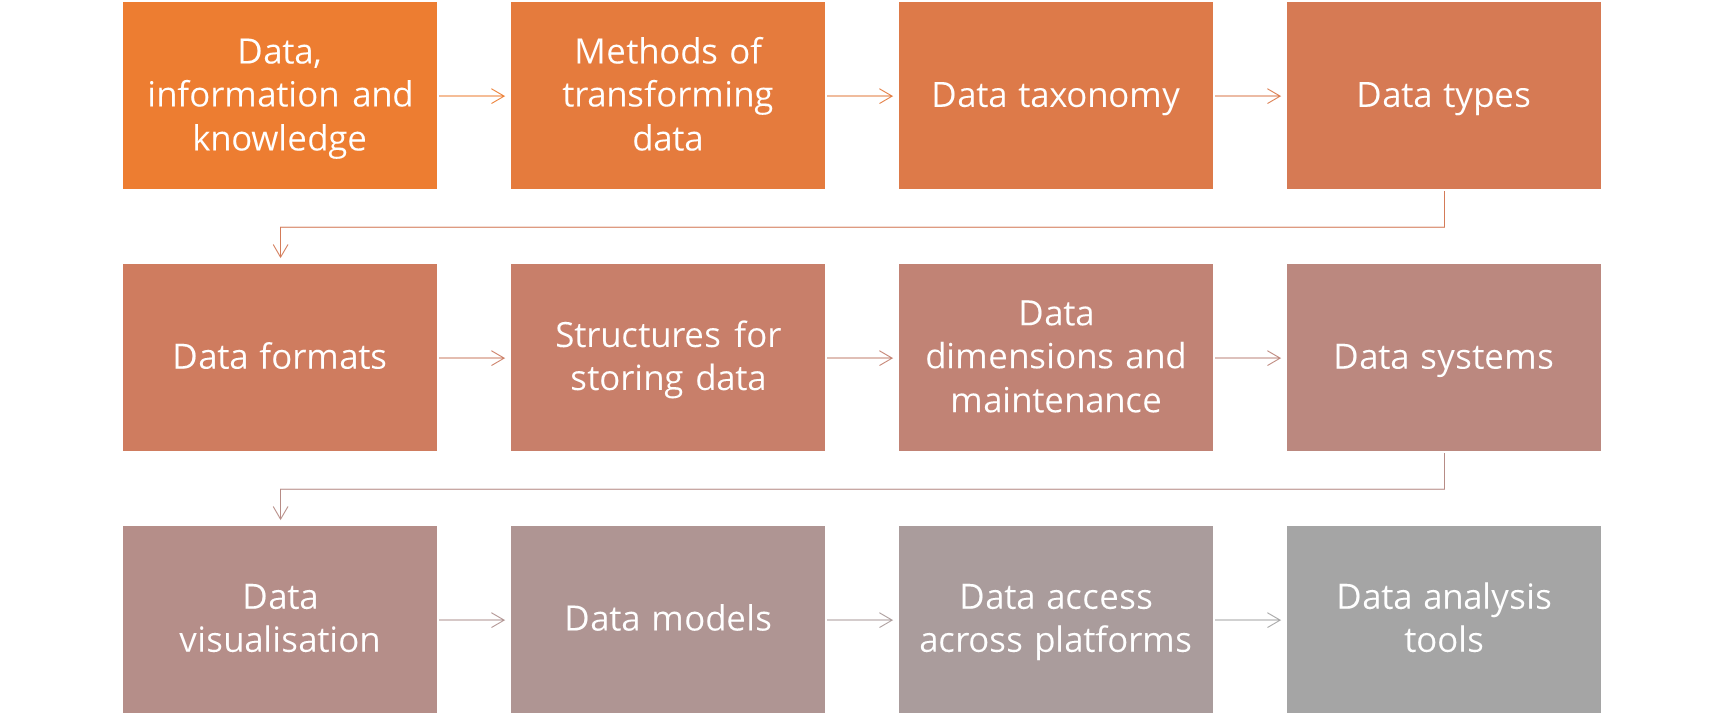 Data,
information and
knowledge
Methods of
transforming
data
Data taxonomy
Data types
Data formats
Structures for
storing data
Data
dimensions and
maintenance
Data systems
Data
visualisation
Data models
Data access
across platforms
Data analysis
tools